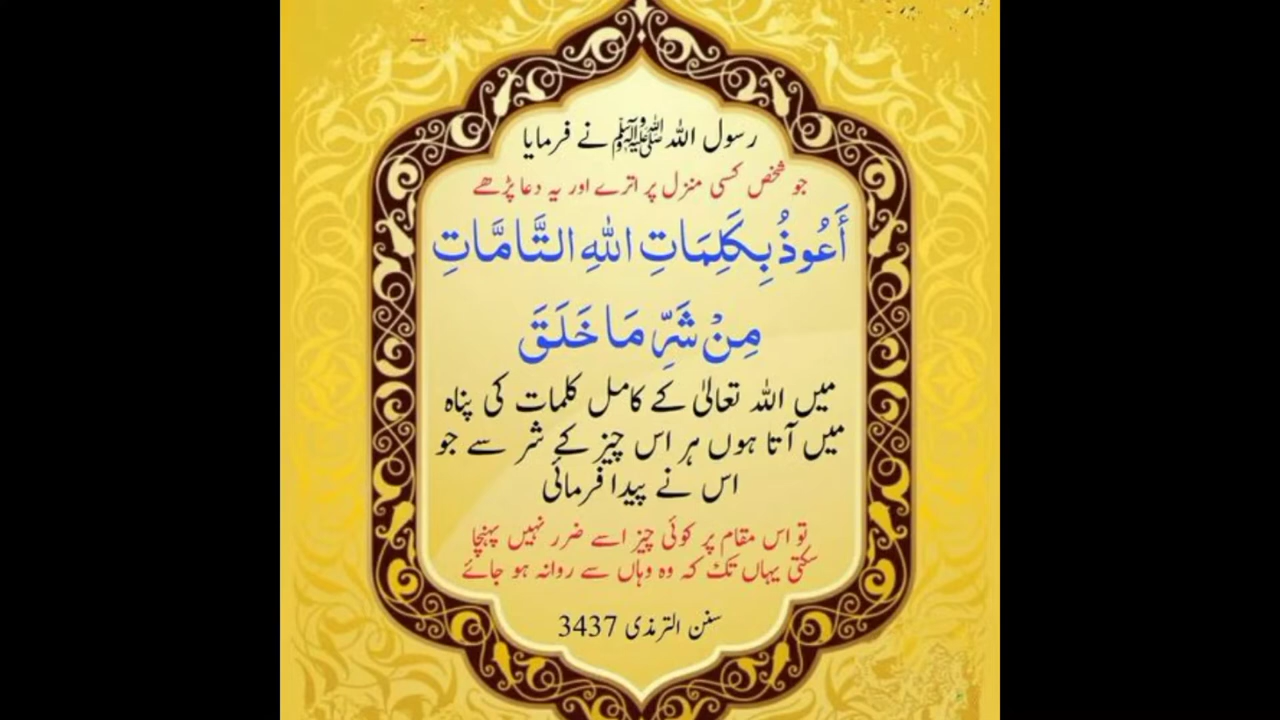 رسول اللہ ﷺ نے فرمایا
جو شخص کسی منزل پر اترے اور یہ دعا پڑھے
أَعُوذُ بِكَلِمَاتِ اللهِ التَّامَّاتِ
مِنْ شَرِّ مَا خَلَقَ
میں اللہ تعالیٰ کے کامل کلمات کی پناہ
میں آتا ہوں ہر اس چیز کے شر سے جو
اس نے پیدا فرمائی
تو اس مقام پر کوئی چیز اسے ضرر نہیں پہنچا
سکتی یہاں تک کہ وہ وہاں سے روانہ ہو جائے
سنن الترمذی 3437